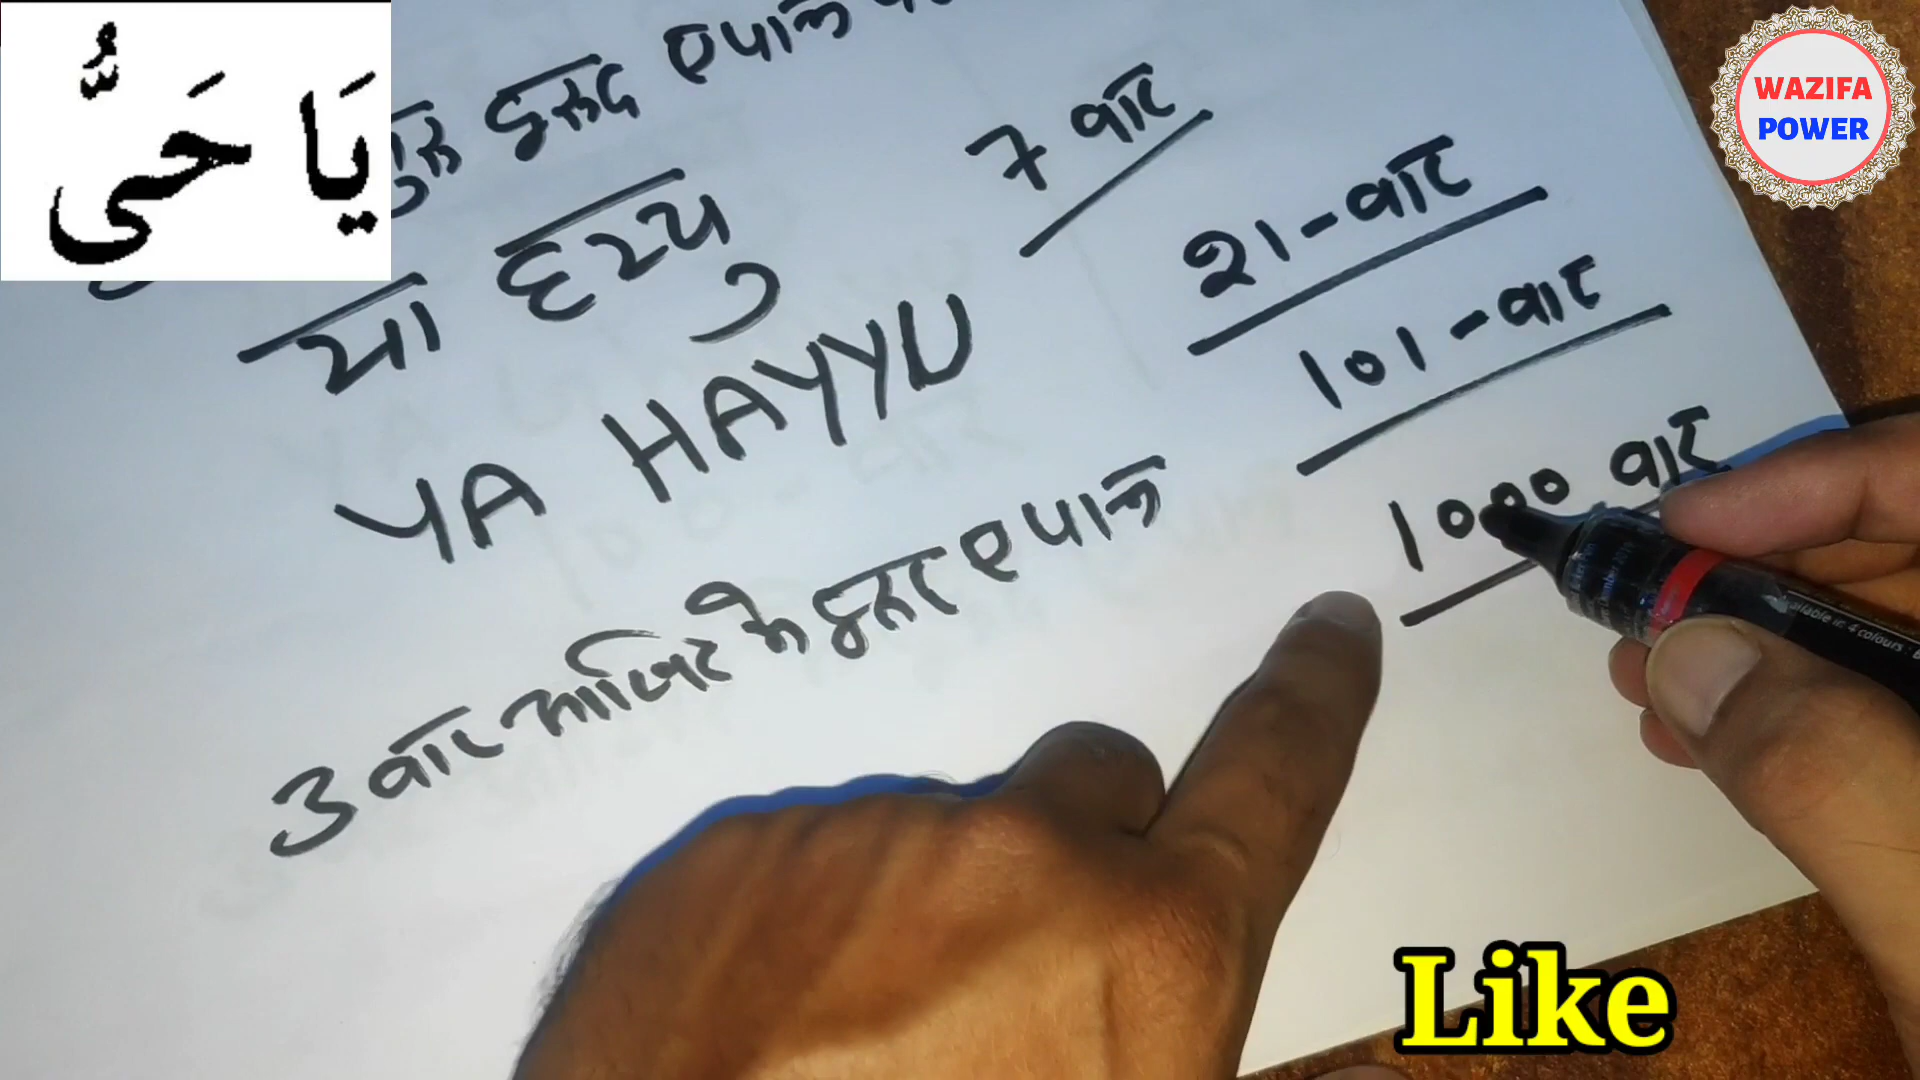 يَا حَىُّ
WAZIFA
POWER
दुरुद ए पाक
या हय्यु
YA HAYYU
3 बार आखिर मे दुरुद ए पाक
7 बार
21 - बार
101 - बार
1000 बार
Like